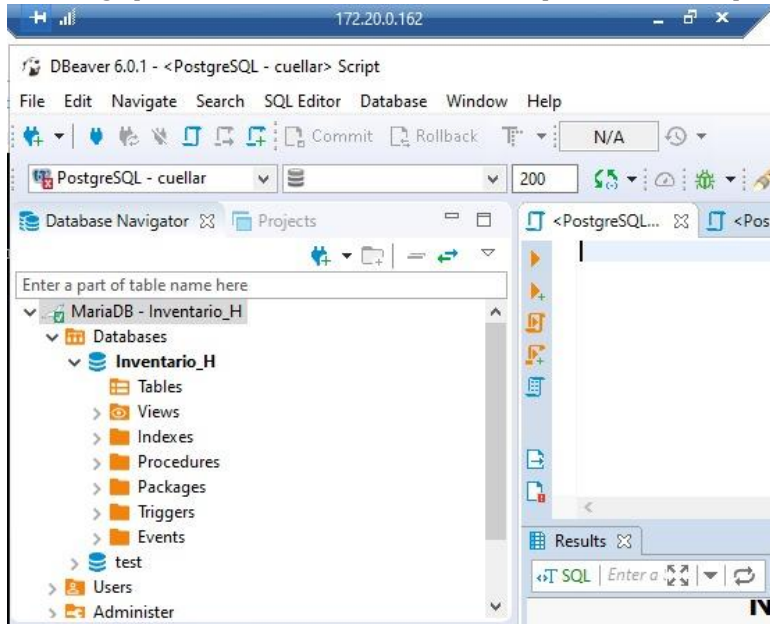 172.20.0.162
DBeaver 6.0.1 - <PostgreSQL - cuellar> Script
File Edit Navigate Search SQL Editor Database Window Help
Commit Rollback N/A
PostgreSQL - cuellar 200
Database Navigator Projects
<PostgreSQL... <Pos
Enter a part of table name here
MariaDB - Inventario_H
Databases
Inventario_H
Tables
Views
Indexes
Procedures
Packages
Triggers
Events
test
Users
Administer
Results
SQL Enter a